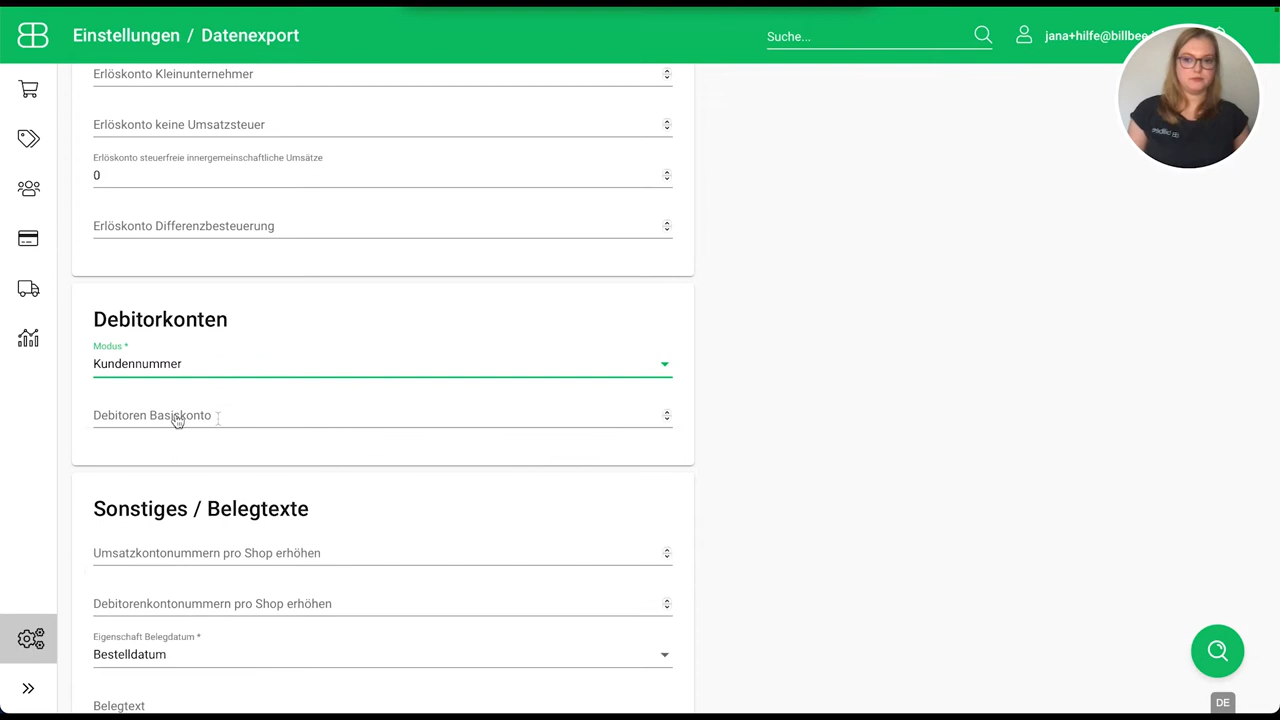 Einstellungen / Datenexport
Suche...
jana+hilfe@billbee.
Erlöskonto Kleinunternehmer
Erlöskonto keine Umsatzsteuer
Erlöskonto steuerfreie innergemeinschaftliche Umsätze
0
Erlöskonto Differenzbesteuerung
Debitorkonten
Modus *
Kundennummer
Debitoren Basiskonto
Sonstiges / Belegtexte
Umsatzkontonummern pro Shop erhöhen
Debitorenkontonummern pro Shop erhöhen
Eigenschaft Belegdatum *
Bestelldatum
Belegtext
DE